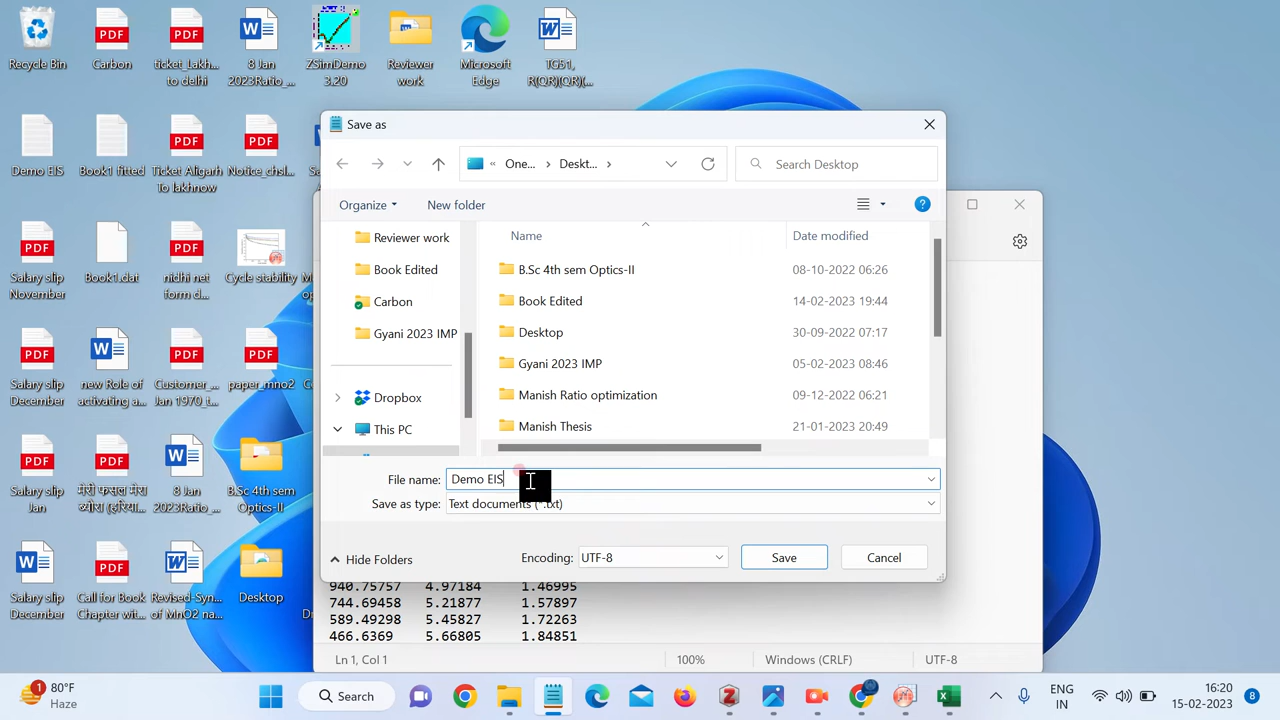 Recycle Bin
Carbon
ticket_Lakh...
to delhi
8 Jan
2023Ratio_...
ZSimDemo
3.20
Reviewer
work
Microsoft
Edge
TG51,
R(QR)(QR)(...
Save as
One...
Deskt...
Search Desktop
Organize
New folder
Demo EIS
Book1 fitted
Ticket Aligarh
To lakhnow
Notice_chsl...
Reviewer work
Book Edited
Carbon
Gyani 2023 IMP
Dropbox
This PC
Name
Date modified
B.Sc 4th sem Optics-II
08-10-2022 06:26
Book Edited
14-02-2023 19:44
Desktop
30-09-2022 07:17
Gyani 2023 IMP
05-02-2023 08:46
Manish Ratio optimization
09-12-2022 06:21
Manish Thesis
21-01-2023 20:49
Salary slip
November
Book1.dat
nidhi net
form d...
Cycle stability
Salary slip
December
new Role of
activating a...
Customer_...
Jan 1970_t...
paper_mno2
File name:
Demo EIS
Save as type:
Text documents (*.txt)
Hide Folders
Encoding:
UTF-8
Save
Cancel
Salary slip
Jan
मेरी फसल मेरा
ब्योरा (हरिया...
8 Jan
2023Ratio_...
B.Sc 4th sem
Optics-II
Salary slip
December
Call for Book
Chapter wit...
Revised-Syn...
of MnO2 na...
Desktop
940.75757 4.97184 1.46995
744.69458 5.21877 1.57897
589.49298 5.45827 1.72263
466.6369 5.66805 1.84851
Ln 1, Col 1
100%
Windows (CRLF)
UTF-8
1
80°F
Haze
Search
ENG
IN
16:20
15-02-2023
8